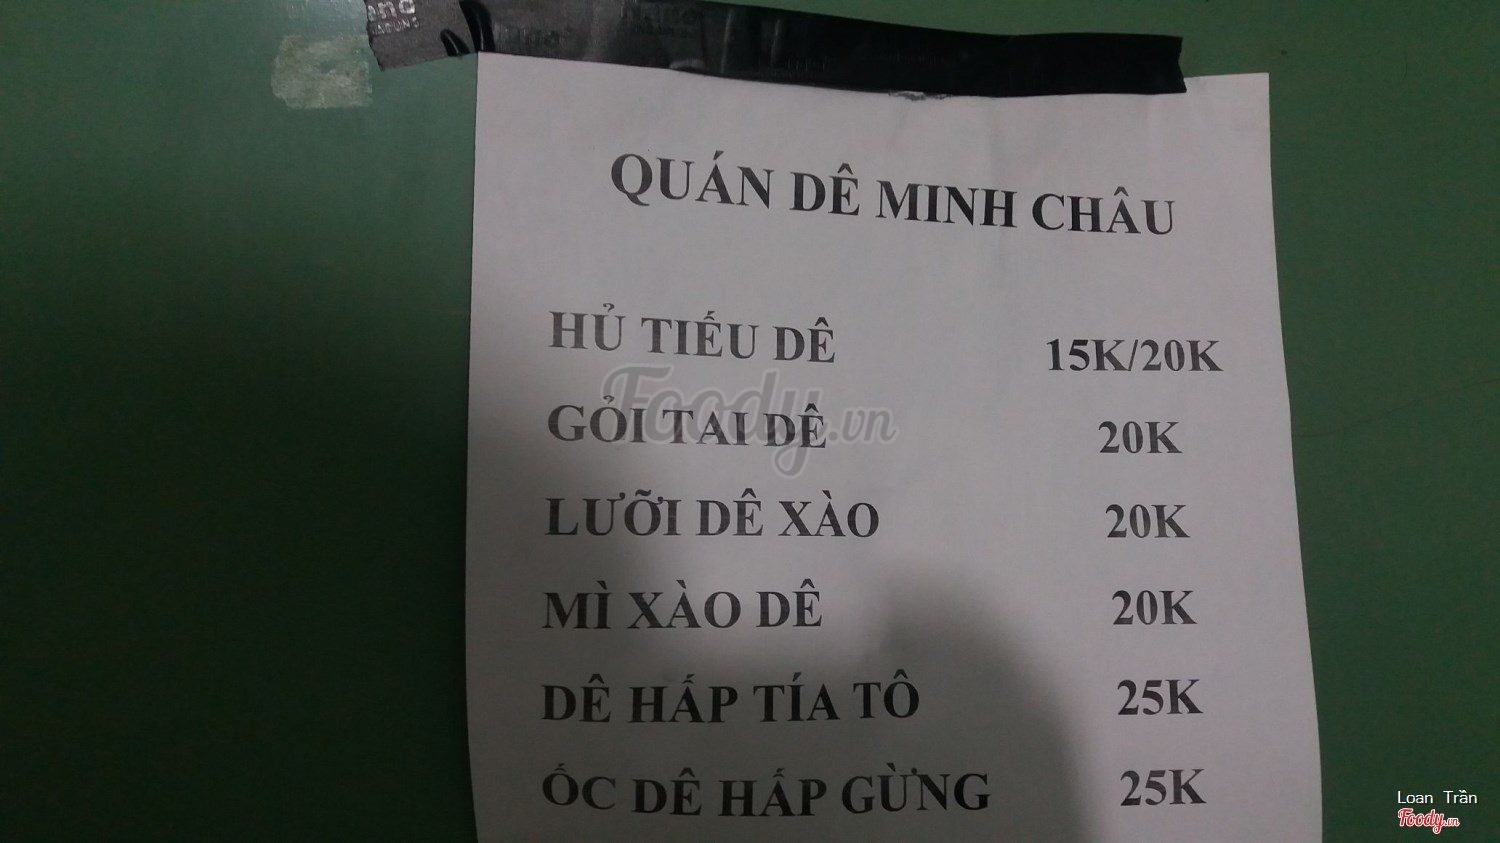 QUÁN DÊ MINH CHÂU
HỦ TIẾU DÊ 15K/20K
GỎI TAI DÊ 20K
Foody.vn
LƯỠI DÊ XÀO 20K
MÌ XÀO DÊ 20K
DÊ HẤP TÍA TÔ 25K
ỐC DÊ HẤP GỪNG 25K
Loan Trần
Foody.vn